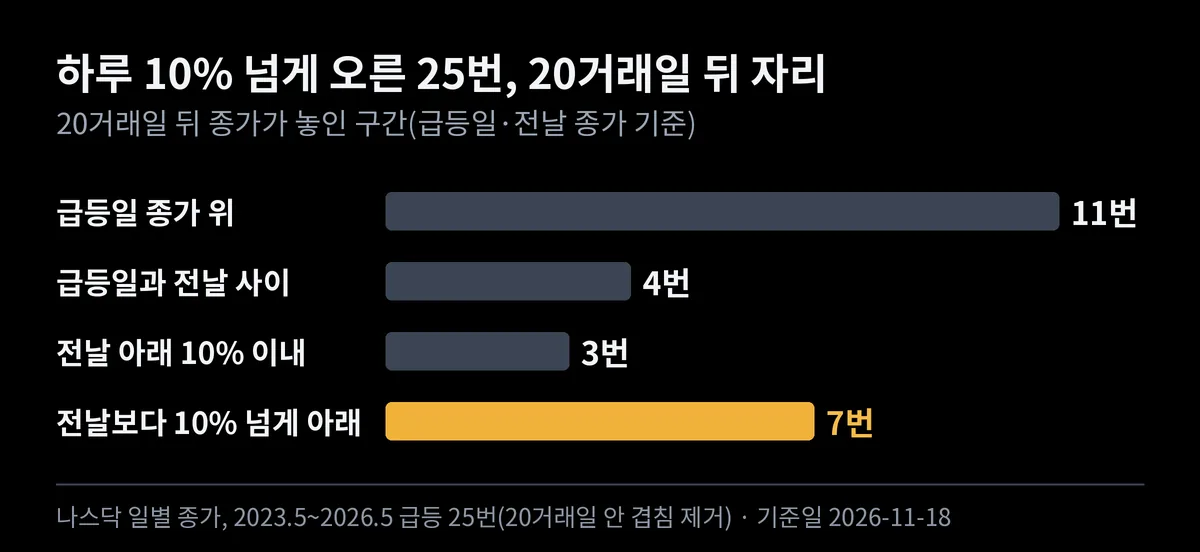 하루 10% 넘게 오른 25번, 20거래일 뒤 자리
20거래일 뒤 종가가 놓인 구간(급등일·전날 종가 기준)
급등일 종가 위 11번
급등일과 전날 사이 4번
전날 아래 10% 이내 3번
전날보다 10% 넘게 아래 7번
나스닥 일별 종가, 2023.5~2026.5 급등 25번(20거래일 안 겹침 제거) · 기준일 2026-11-18